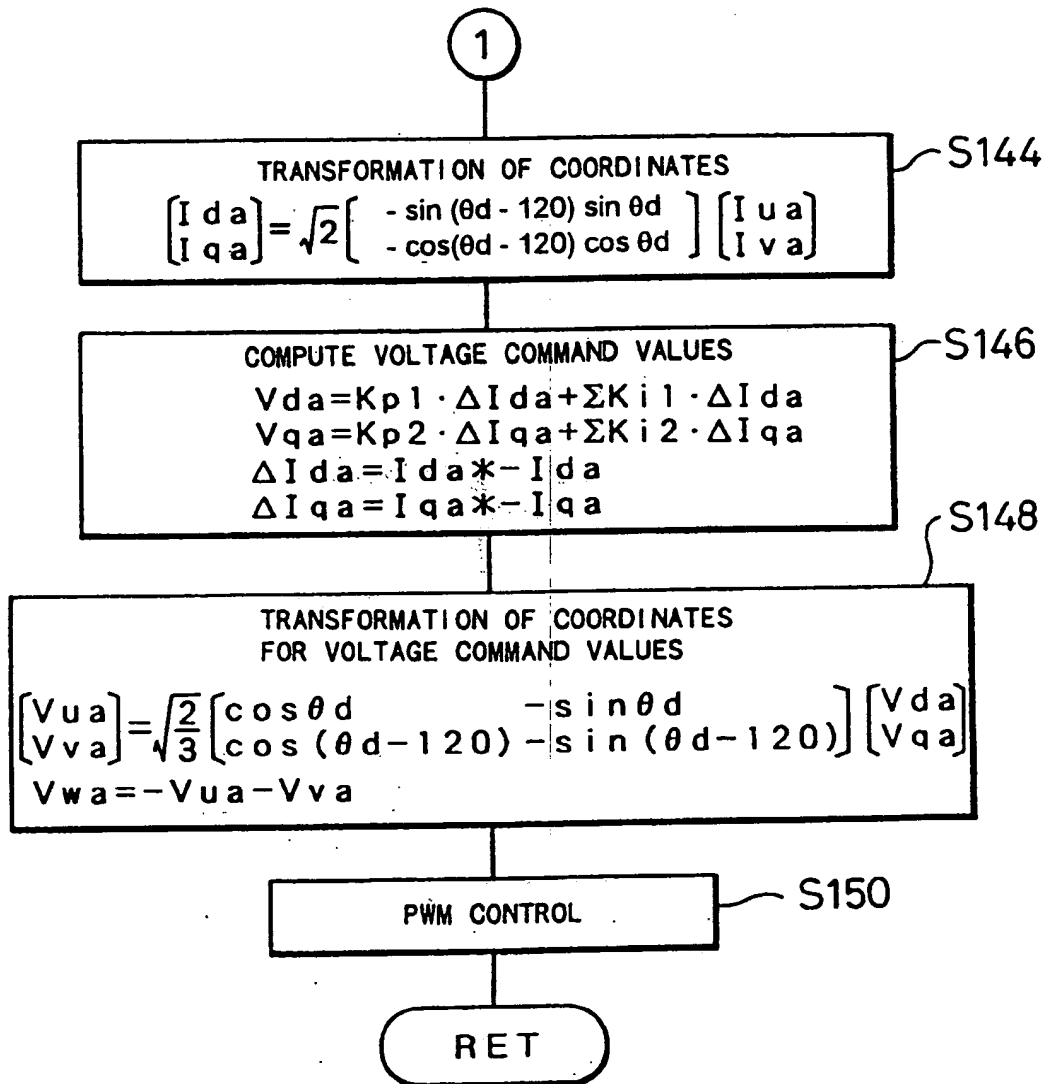 1
S144
TRANSFORMATION OF COORDINATES
[Ida] = √2 [ - sin (θd - 120) sin θd ] [Iua]
[Iqa] [ - cos(θd - 120) cos θd ] [Iva]
S146
COMPUTE VOLTAGE COMMAND VALUES
Vda=Kp1·ΔIda+ΣKi1·ΔIda
Vqa=Kp2·ΔIqa+ΣKi2·ΔIqa
ΔIda=Ida*-Ida
ΔIqa=Iqa*-Iqa
S148
TRANSFORMATION OF COORDINATES
FOR VOLTAGE COMMAND VALUES
[Vua] = √2/3 [cosθd -sinθd] [Vda]
[Vva] [cos(θd-120) -sin(θd-120)] [Vqa]
Vwa=-Vua-Vva
S150
PWM CONTROL
RET